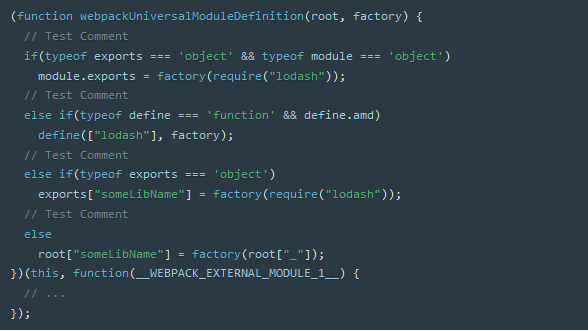 (function webpackUniversalModuleDefinition(root, factory) {
  // Test Comment
  if(typeof exports === 'object' && typeof module === 'object')
    module.exports = factory(require("lodash"));
  // Test Comment
  else if(typeof define === 'function' && define.amd)
    define(["lodash"], factory);
  // Test Comment
  else if(typeof exports === 'object')
    exports["someLibName"] = factory(require("lodash"));
  // Test Comment
  else
    root["someLibName"] = factory(root["_"]);
})(this, function(__WEBPACK_EXTERNAL_MODULE_1__) {
  // ...
});